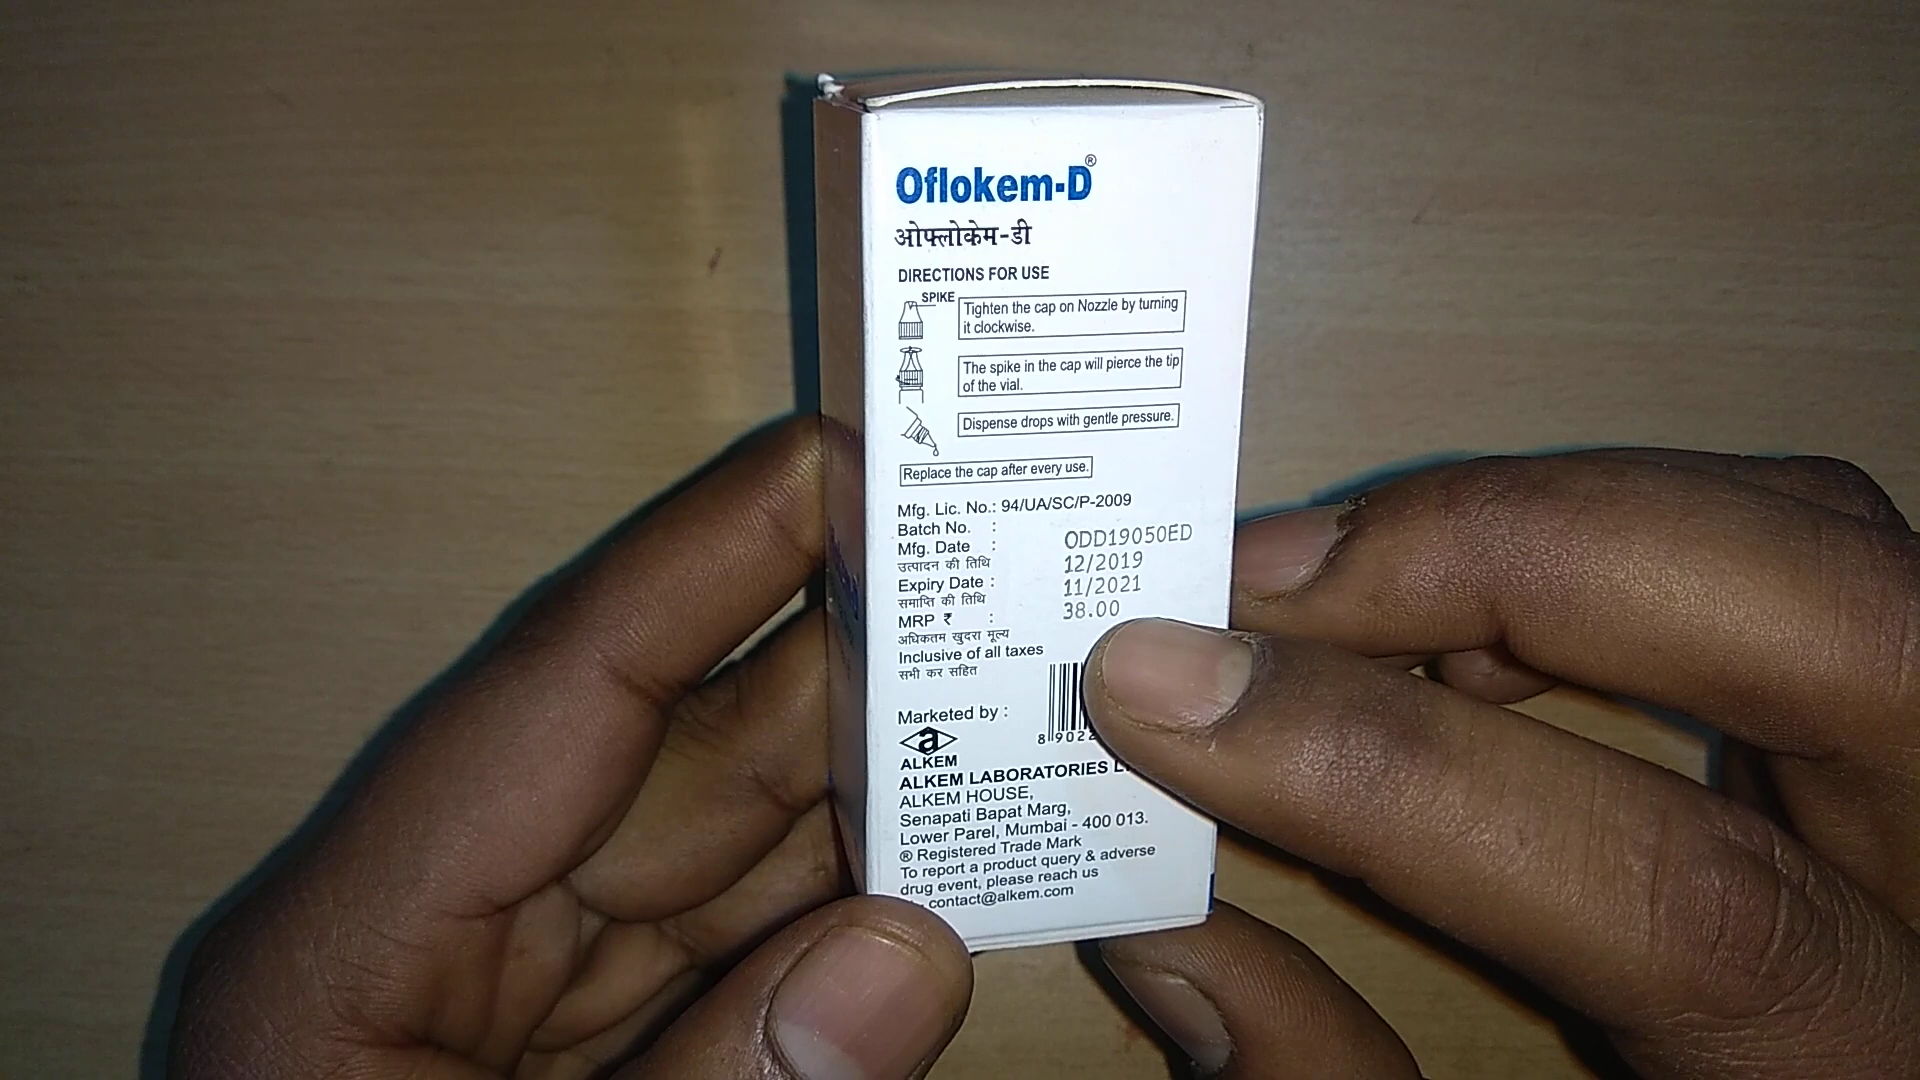 Oflokem-D®
ओफ्लोकेम-डी
DIRECTIONS FOR USE
SPIKE
Tighten the cap on Nozzle by turning
it clockwise.
The spike in the cap will pierce the tip
of the vial.
Dispense drops with gentle pressure.
Replace the cap after every use.
Mfg. Lic. No.: 94/UA/SC/P-2009
Batch No. : ODD19050ED
Mfg. Date : 12/2019
उत्पादन की तिथि
Expiry Date : 11/2021
समाप्ति की तिथि
MRP ₹ : 38.00
अधिकतम खुदरा मूल्य
Inclusive of all taxes
सभी कर सहित
Marketed by :
8 9022
a
ALKEM
ALKEM LABORATORIES
ALKEM HOUSE,
Senapati Bapat Marg,
Lower Parel, Mumbai - 400 013.
® Registered Trade Mark
To report a product query & adverse
drug event, please reach us
contact@alkem.com